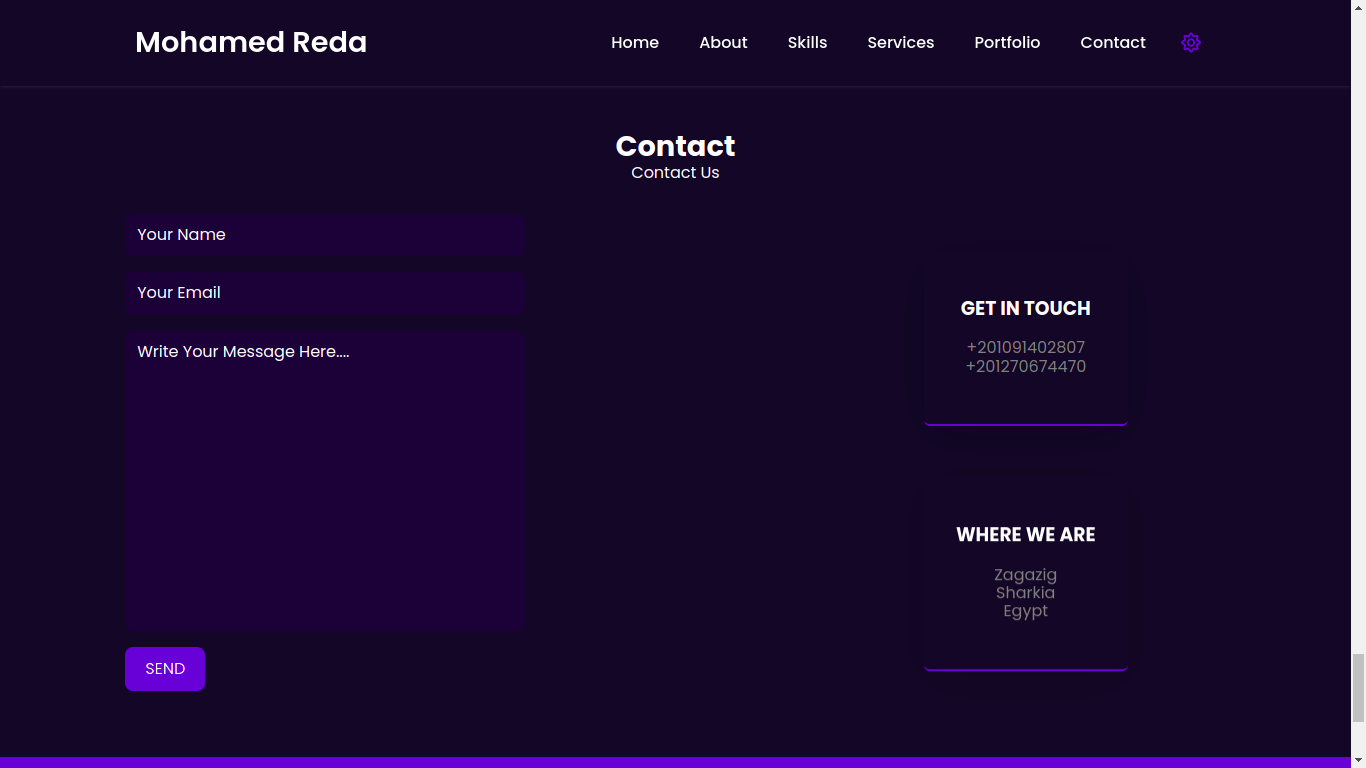 Mohamed Reda
Home About Skills Services Portfolio Contact
Contact
Contact Us
Your Name
Your Email
Write Your Message Here....
SEND
GET IN TOUCH
+201091402807
+201270674470
WHERE WE ARE
Zagazig
Sharkia
Egypt